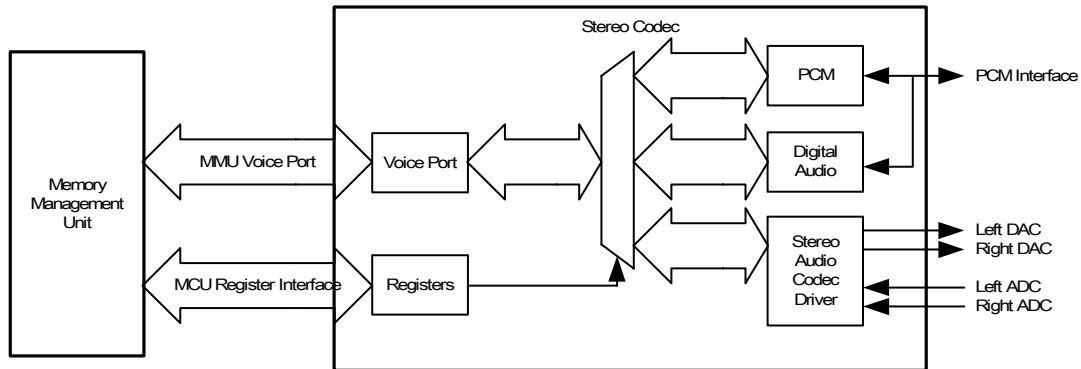 Stereo Codec
Memory
Management
Unit
MMU Voice Port
MCU Register Interface
Voice Port
Registers
PCM
Digital
Audio
Stereo
Audio
Codec
Driver
PCM Interface
Left DAC
Right DAC
Left ADC
Right ADC